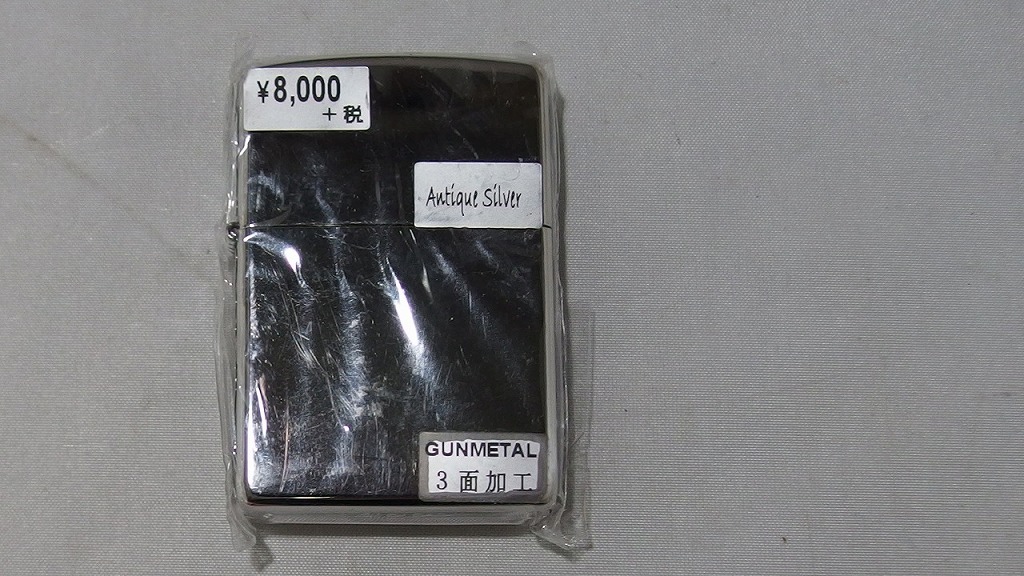 ¥8,000
+税
Antique Silver
GUNMETAL
3面加工